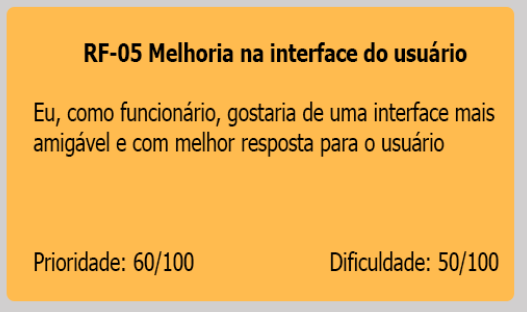 RF-05 Melhoria na interface do usuário
Eu, como funcionário, gostaria de uma interface mais
amigável e com melhor resposta para o usuário
Prioridade: 60/100
Dificuldade: 50/100